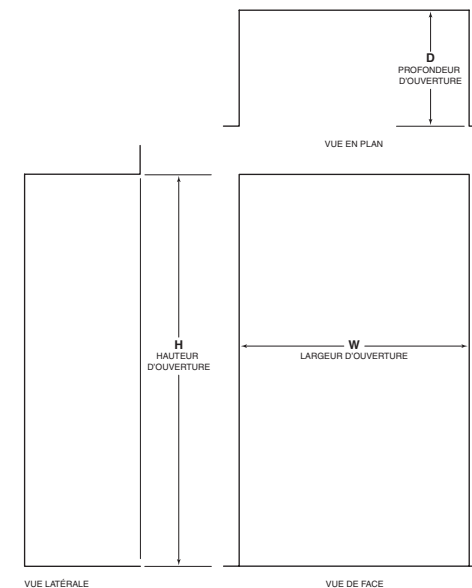 D
PROFONDEUR
D'OUVERTURE
VUE EN PLAN
H
HAUTEUR
D'OUVERTURE
W
LARGEUR D'OUVERTURE
VUE LATÉRALE
VUE DE FACE